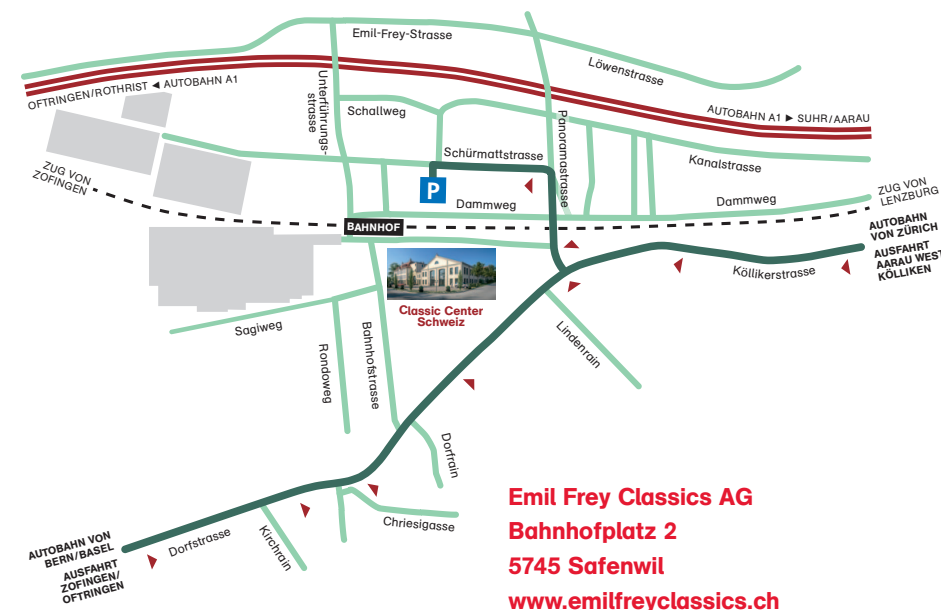 Emil-Frey-Strasse
Löwenstrasse
OFTRINGEN/ROTHRIST ◄ AUTOBAHN A1
Unterführungs-
strasse
Schallweg
Panoramastrasse
AUTOBAHN A1 ► SUHR/AARAU
Schürmattstrasse
Kanalstrasse
ZUG VON
ZOFINGEN
P
Dammweg
Dammweg
ZUG VON
LENZBURG
BAHNHOF
AUTOBAHN
VON ZÜRICH
AUSFAHRT
AARAU WEST
KÖLLIKEN
Köllikerstrasse
Classic Center
Schweiz
Sagiweg
Rondoweg
Bahnhofstrasse
Lindenrain
Dorfrain
Chriesigasse
Kirchrain
Dorfstrasse
AUTOBAHN VON
BERN/BASEL
AUSFAHRT
ZOFINGEN/
OFTRINGEN
Emil Frey Classics AG
Bahnhofplatz 2
5745 Safenwil
www.emilfreyclassics.ch